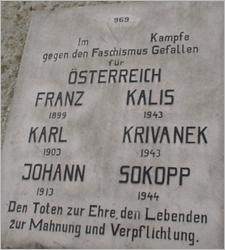 969
Im Kampfe
gegen den Faschismus Gefallen
für
ÖSTERREICH
FRANZ KALIS
1899 1943
KARL KRIVANEK
1903 1943
JOHANN SOKOPP
1913 1944
Den Toten zur Ehre, den Lebenden
zur Mahnung und Verpflichtung.